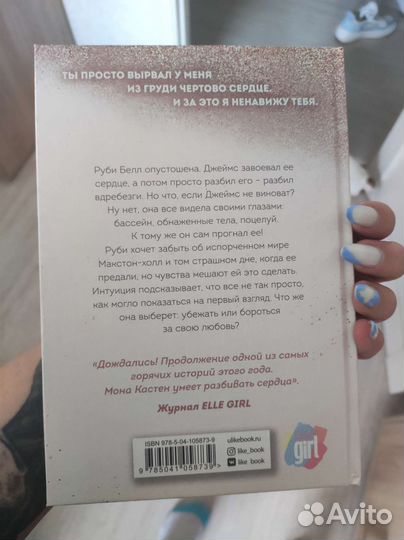 ТЫ ПРОСТО ВЫРВАЛ У МЕНЯ
ИЗ ГРУДИ ЧЕРТОВО СЕРДЦЕ.
И ЗА ЭТО Я НЕНАВИЖУ ТЕБЯ.
Руби Белл опустошена. Джеймс завоевал ее
сердце, а потом просто разбил его – разбил
вдребезги. Но что, если Джеймс не виноват?
Ну нет, она все видела своими глазами:
бассейн, обнаженные тела, поцелуй.
К тому же он сам прогнал ее!
Руби хочет забыть об испорченном мире
Макстон-холл и том страшном дне, когда ее
предали, но чувства мешают ей это сделать.
Интуиция подсказывает, что все не так просто,
как могло показаться на первый взгляд. Что же
она выберет: убежать или бороться
за свою любовь?
«Дождались! Продолжение одной из самых
горячих историй этого года.
Мона Кастен умеет разбивать сердца».
Журнал ELLE GIRL
ISBN 978-5-04-105873-9
9 785041 058739 >
ulikebook.ru
like_book
like_book
girl
Avito